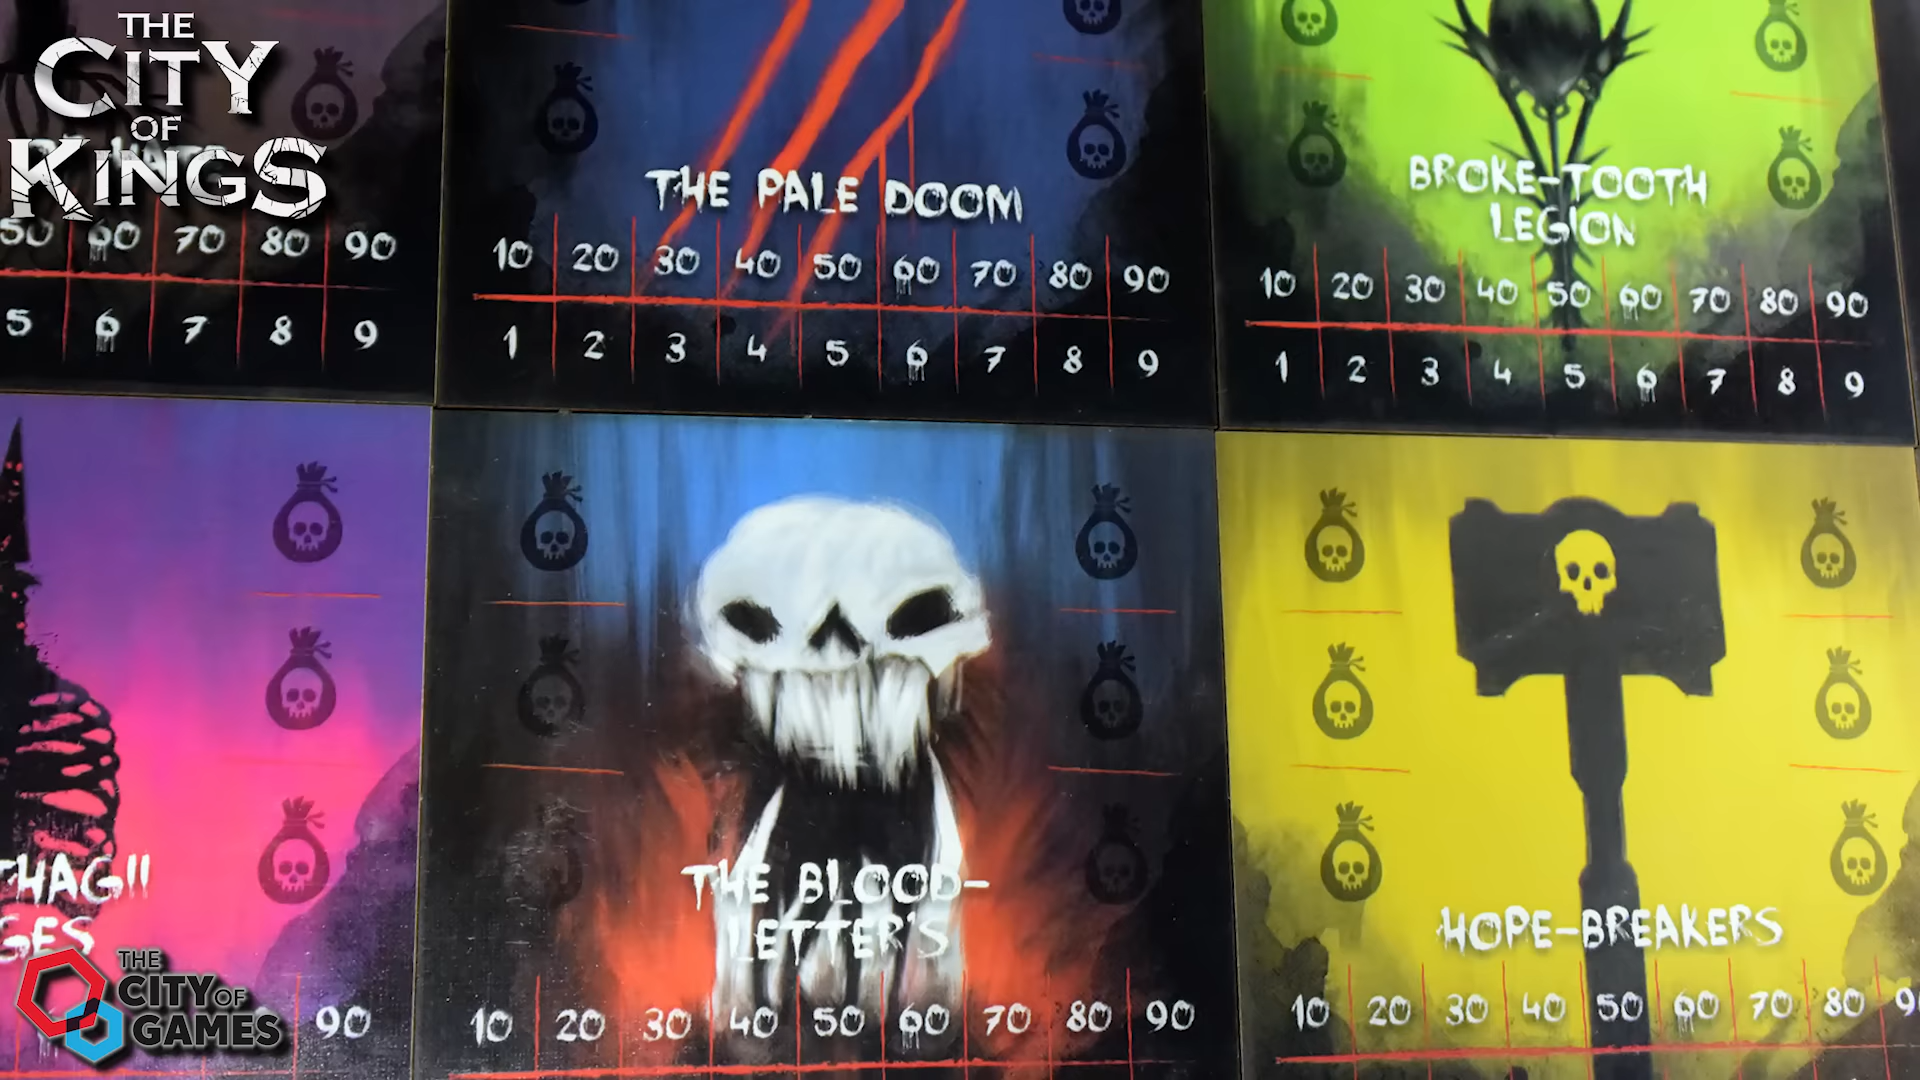 THE
CITY
OF
KINGS
50 60 70 80 90
5 6 7 8 9
THE PALE DOOM
10 20 30 40 50 60 70 80 90
1 2 3 4 5 6 7 8 9
BROKE-TOOTH
LEGION
10 20 30 40 50 60 70 80 90
1 2 3 4 5 6 7 8 9
THE
CITY OF
GAMES
90
THE BLOOD-
LETTER'S
10 20 30 40 50 60 70 80 90
HOPE-BREAKERS
10 20 30 40 50 60 70 80